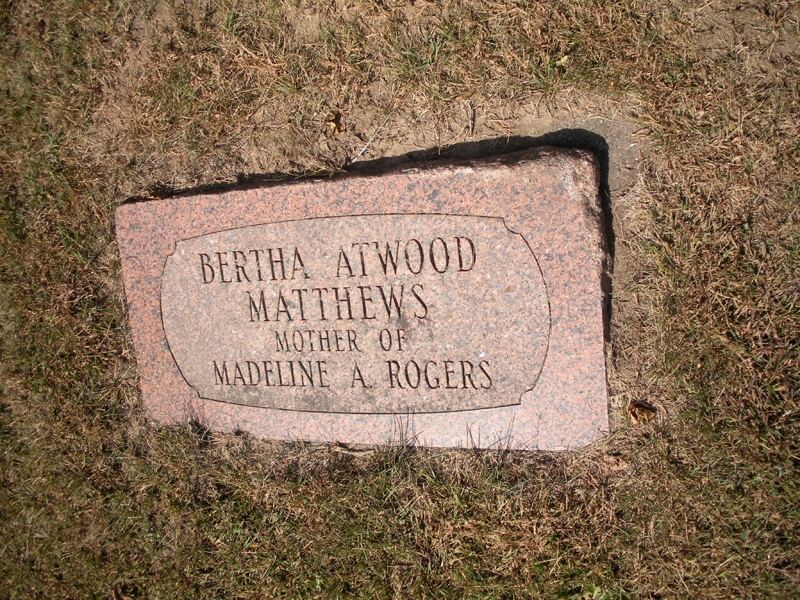 BERTHA ATWOOD
MATTHEWS
MOTHER OF
MADELINE A. ROGERS